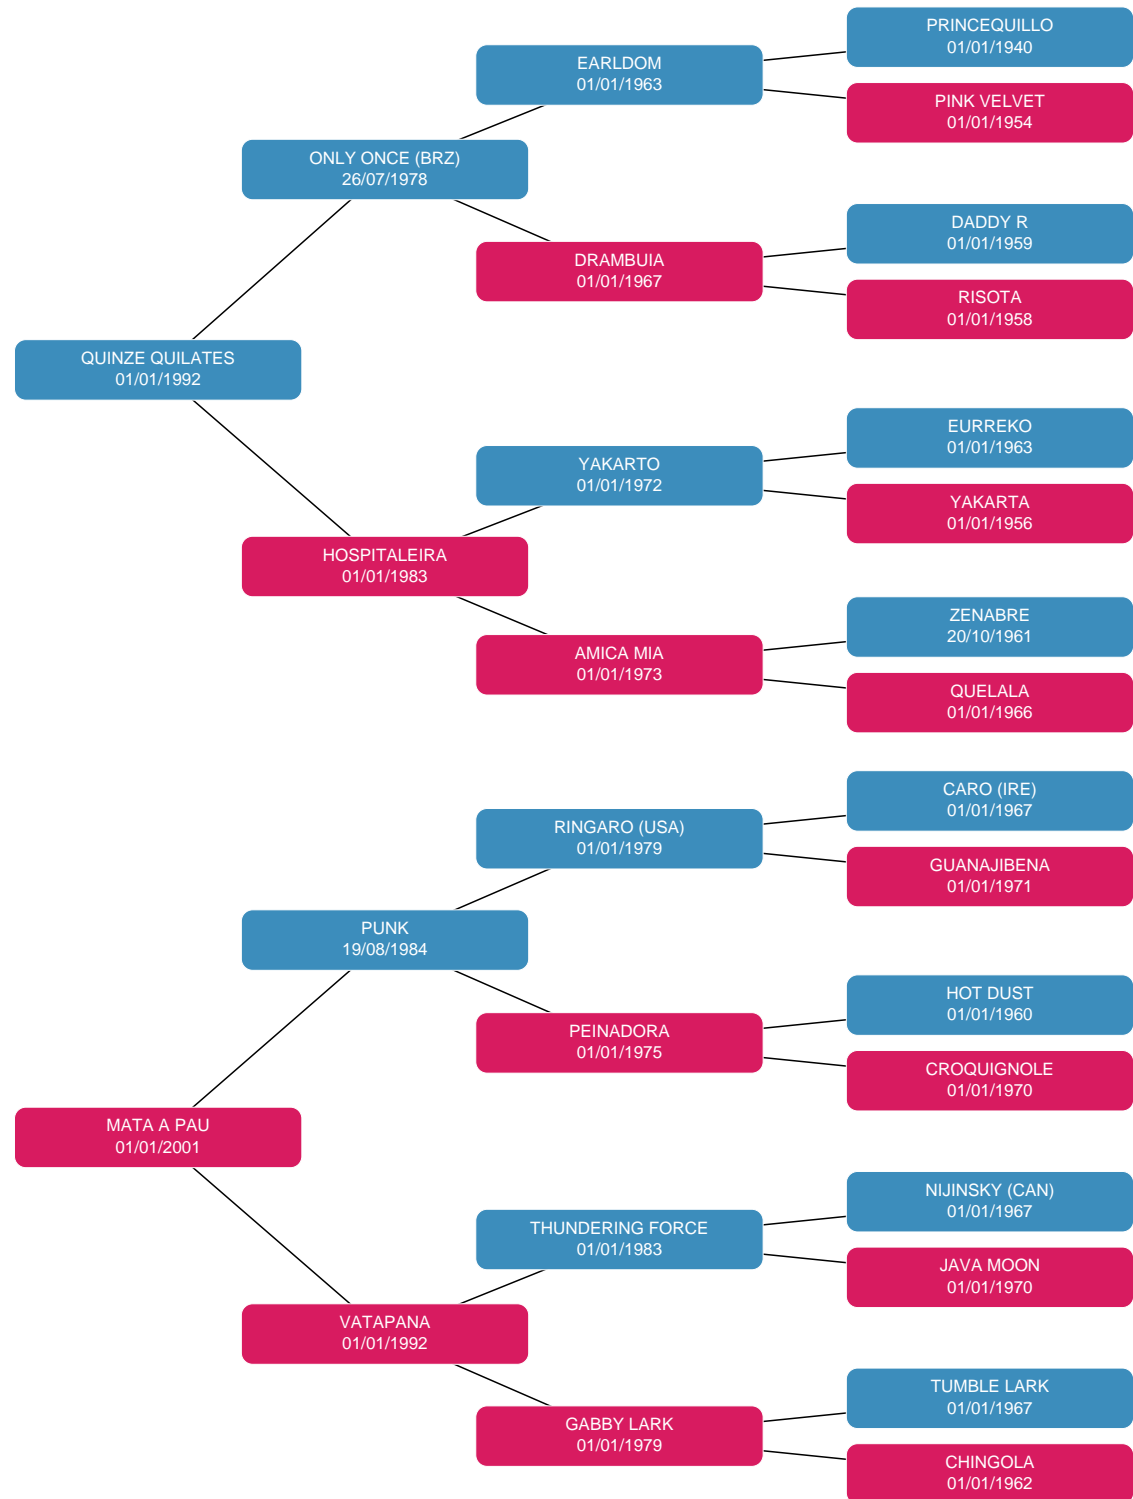 PRINCEQUILLO
01/01/1940
EARLDOM
01/01/1963
PINK VELVET
01/01/1954
ONLY ONCE (BRZ)
26/07/1978
DADDY R
01/01/1959
DRAMBUIA
01/01/1967
RISOTA
01/01/1958
QUINZE QUILATES
01/01/1992
EURREKO
01/01/1963
YAKARTO
01/01/1972
YAKARTA
01/01/1956
HOSPITALEIRA
01/01/1983
ZENABRE
20/10/1961
AMICA MIA
01/01/1973
QUELALA
01/01/1966
CARO (IRE)
01/01/1967
RINGARO (USA)
01/01/1979
GUANAJIBENA
01/01/1971
PUNK
19/08/1984
HOT DUST
01/01/1960
PEINADORA
01/01/1975
CROQUIGNOLE
01/01/1970
MATA A PAU
01/01/2001
NIJINSKY (CAN)
01/01/1967
THUNDERING FORCE
01/01/1983
JAVA MOON
01/01/1970
VATAPANA
01/01/1992
TUMBLE LARK
01/01/1967
GABBY LARK
01/01/1979
CHINGOLA
01/01/1962